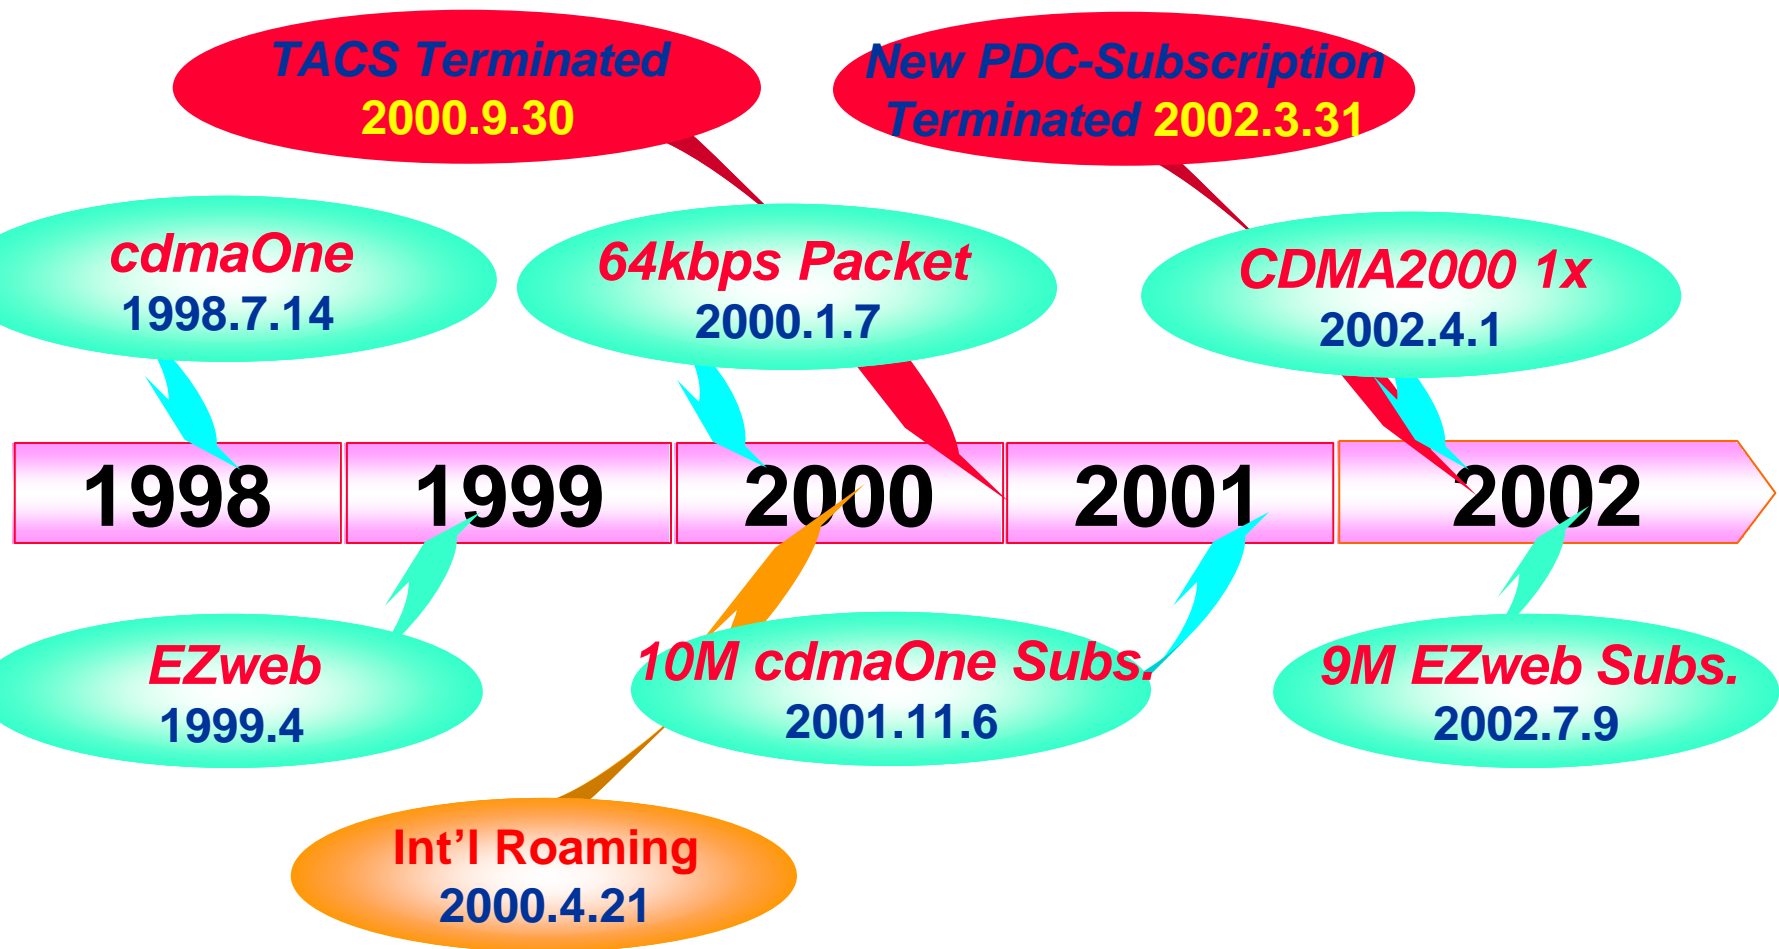 TACS Terminated
2000.9.30
New PDC-Subscription
Terminated 2002.3.31
cdmaOne
1998.7.14
64kbps Packet
2000.1.7
CDMA2000 1x
2002.4.1
1998
1999
2000
2001
2002
EZweb
1999.4
10M cdmaOne Subs.
2001.11.6
9M EZweb Subs.
2002.7.9
Int’l Roaming
2000.4.21